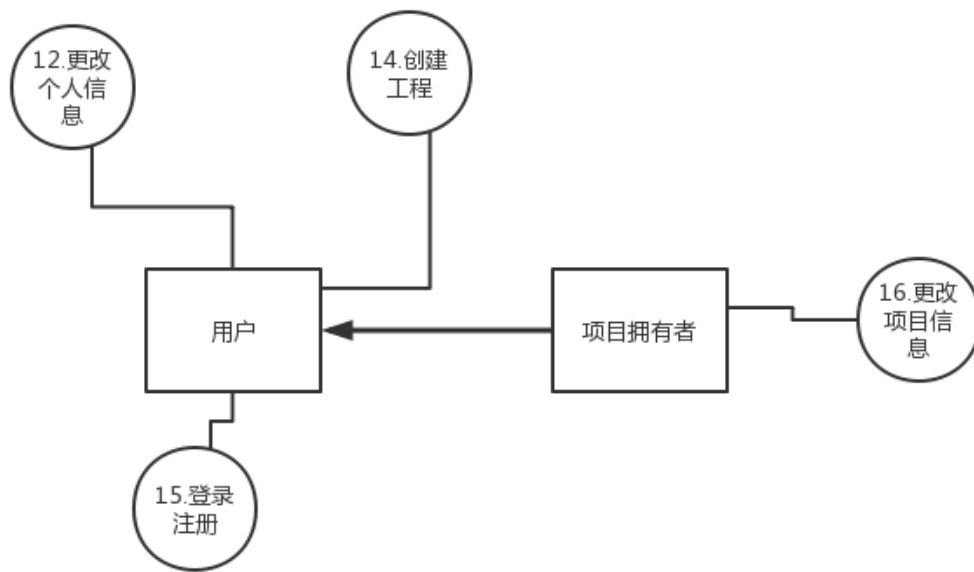 12.更改
个人信
息
14.创建
工程
用户
项目拥有者
16.更改
项目信
息
15.登录
注册